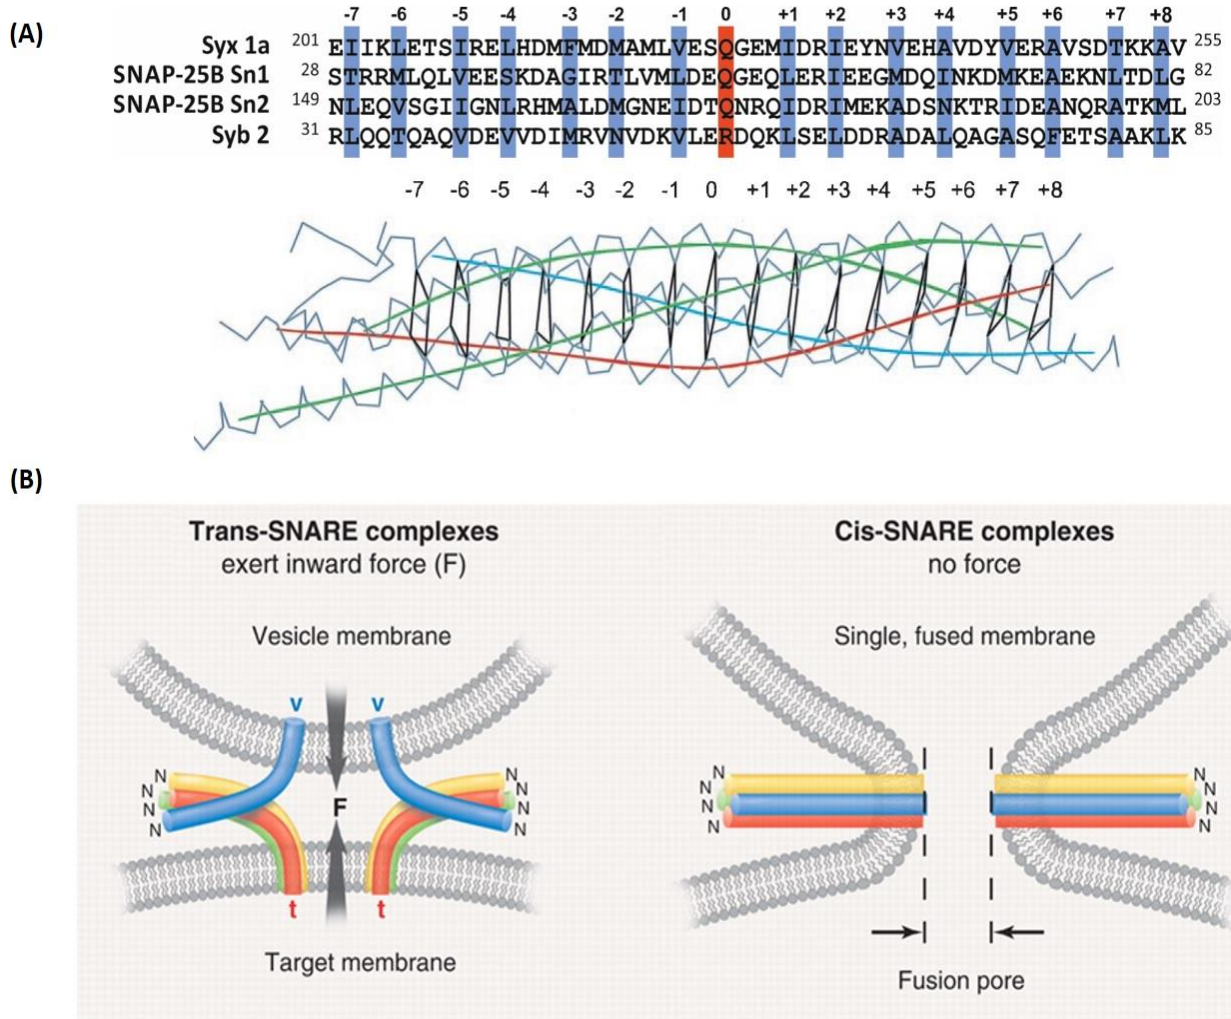 (A)
-7 -6 -5 -4 -3 -2 -1 0 +1 +2 +3 +4 +5 +6 +7 +8
Syx 1a 201 EIIKLETSIRELHDMFMDMAMLVESQGEMIDRIEYNVEHAVDYVERAVSDTKKAV 255
SNAP-25B Sn1 28 STRRMLQLVEESKDAGIRTLVMLDEQGEQLERIEEGMDQINKDMKEAEKNLTDLG 82
SNAP-25B Sn2 149 NLEQVSGIIGNLRHMALDMGNEIDTQNRQIDRIMEKADSNKTRIDEANQRATKML 203
Syb 2 31 RLQQTQAQVDEVVDIMRVNVDKVLERDQKLSELDDRADALQAGASQFETSAAKLK 85
-7 -6 -5 -4 -3 -2 -1 0 +1 +2 +3 +4 +5 +6 +7 +8
(B)
Trans-SNARE complexes
exert inward force (F)
Vesicle membrane
v v
N N
N N
N N
N N
F
t t
Target membrane
Cis-SNARE complexes
no force
Single, fused membrane
N N
N N
N N
N N
Fusion pore